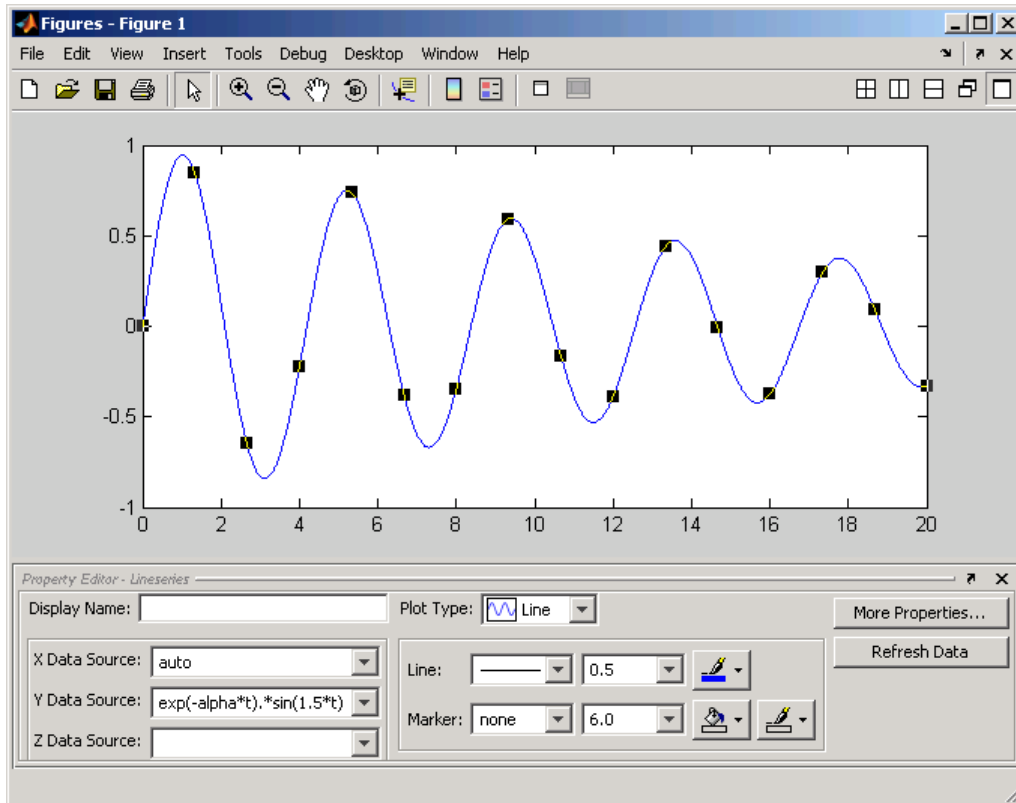 Figures - Figure 1
File Edit View Insert Tools Debug Desktop Window Help
1
0.5
0
-0.5
-1
0 2 4 6 8 10 12 14 16 18 20
Property Editor - Lineseries
Display Name: Plot Type: Line More Properties...
X Data Source: auto Line: 0.5 Refresh Data
Y Data Source: exp(-alpha*t).*sin(1.5*t)
Marker: none 6.0
Z Data Source: